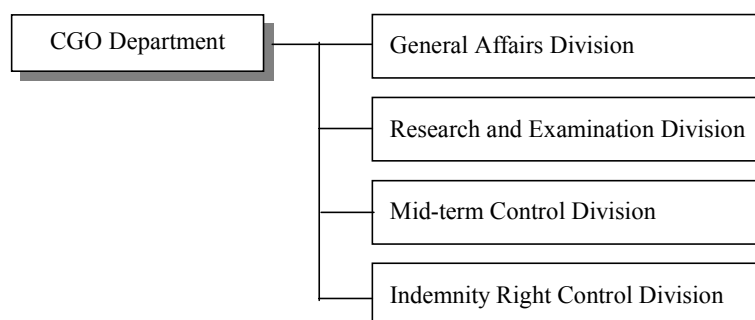 CGO Department
General Affairs Division
Research and Examination Division
Mid-term Control Division
Indemnity Right Control Division